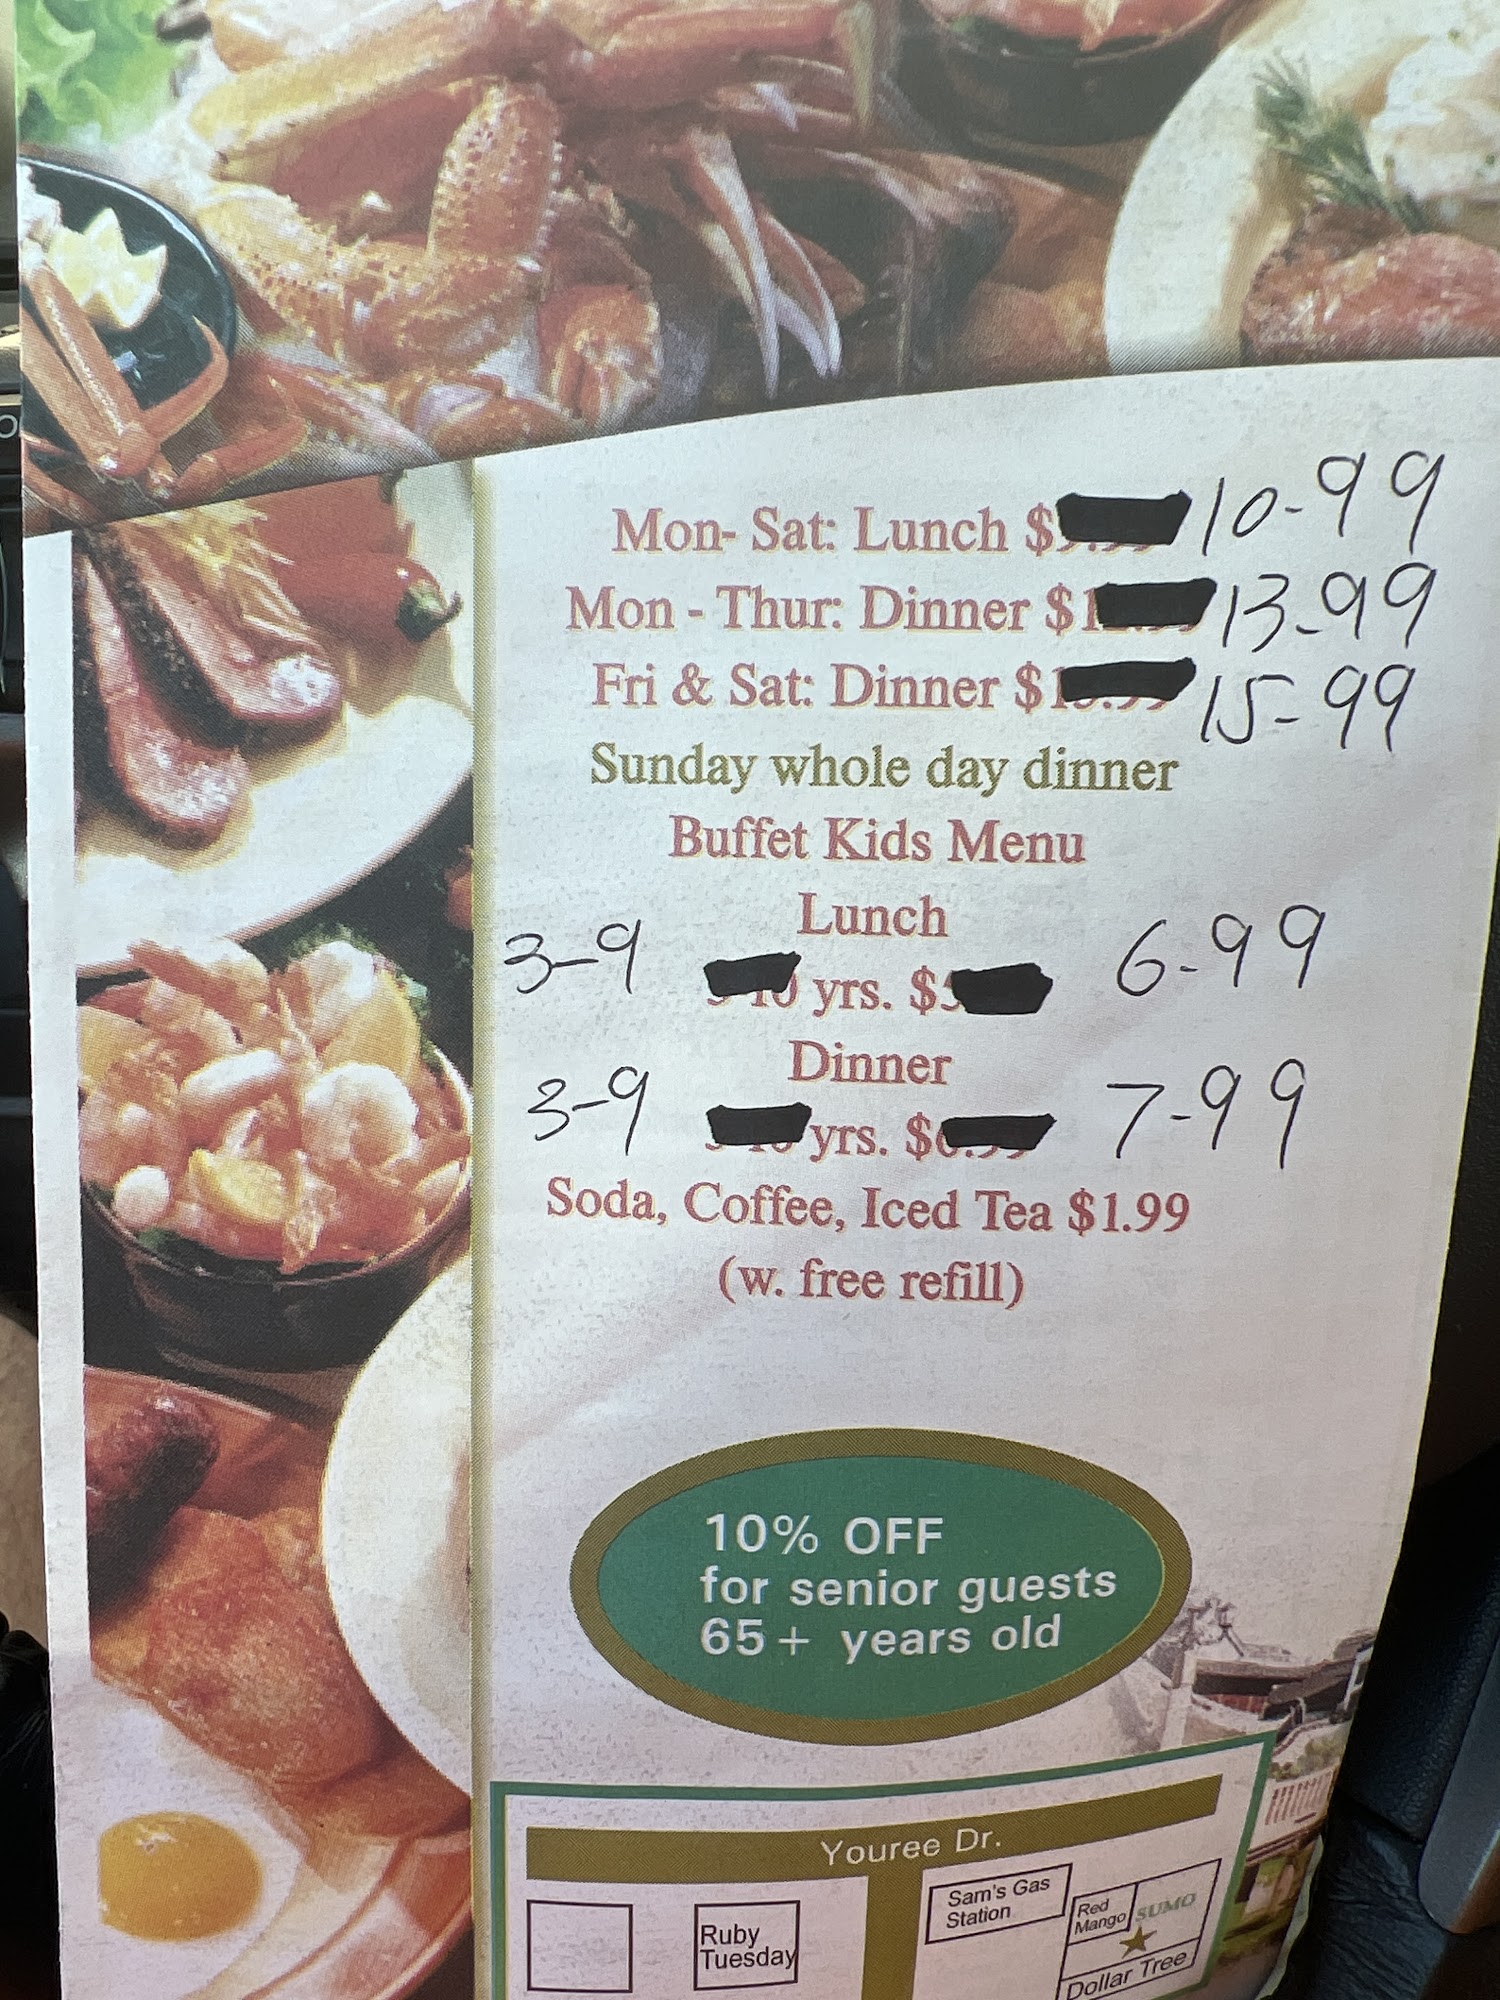 Mon- Sat: Lunch $ 10-99
Mon - Thur: Dinner $1 13-99
Fri & Sat: Dinner $1 15-99
Sunday whole day dinner
Buffet Kids Menu
Lunch
3-9 yrs. $5 6-99
Dinner
3-9 yrs. $6 7-99
Soda, Coffee, Iced Tea $1.99
(w. free refill)
10% OFF
for senior guests
65+ years old
Youree Dr.
Ruby
Tuesday
Sam's Gas
Station
Red
Mango
SUMO
Dollar Tree